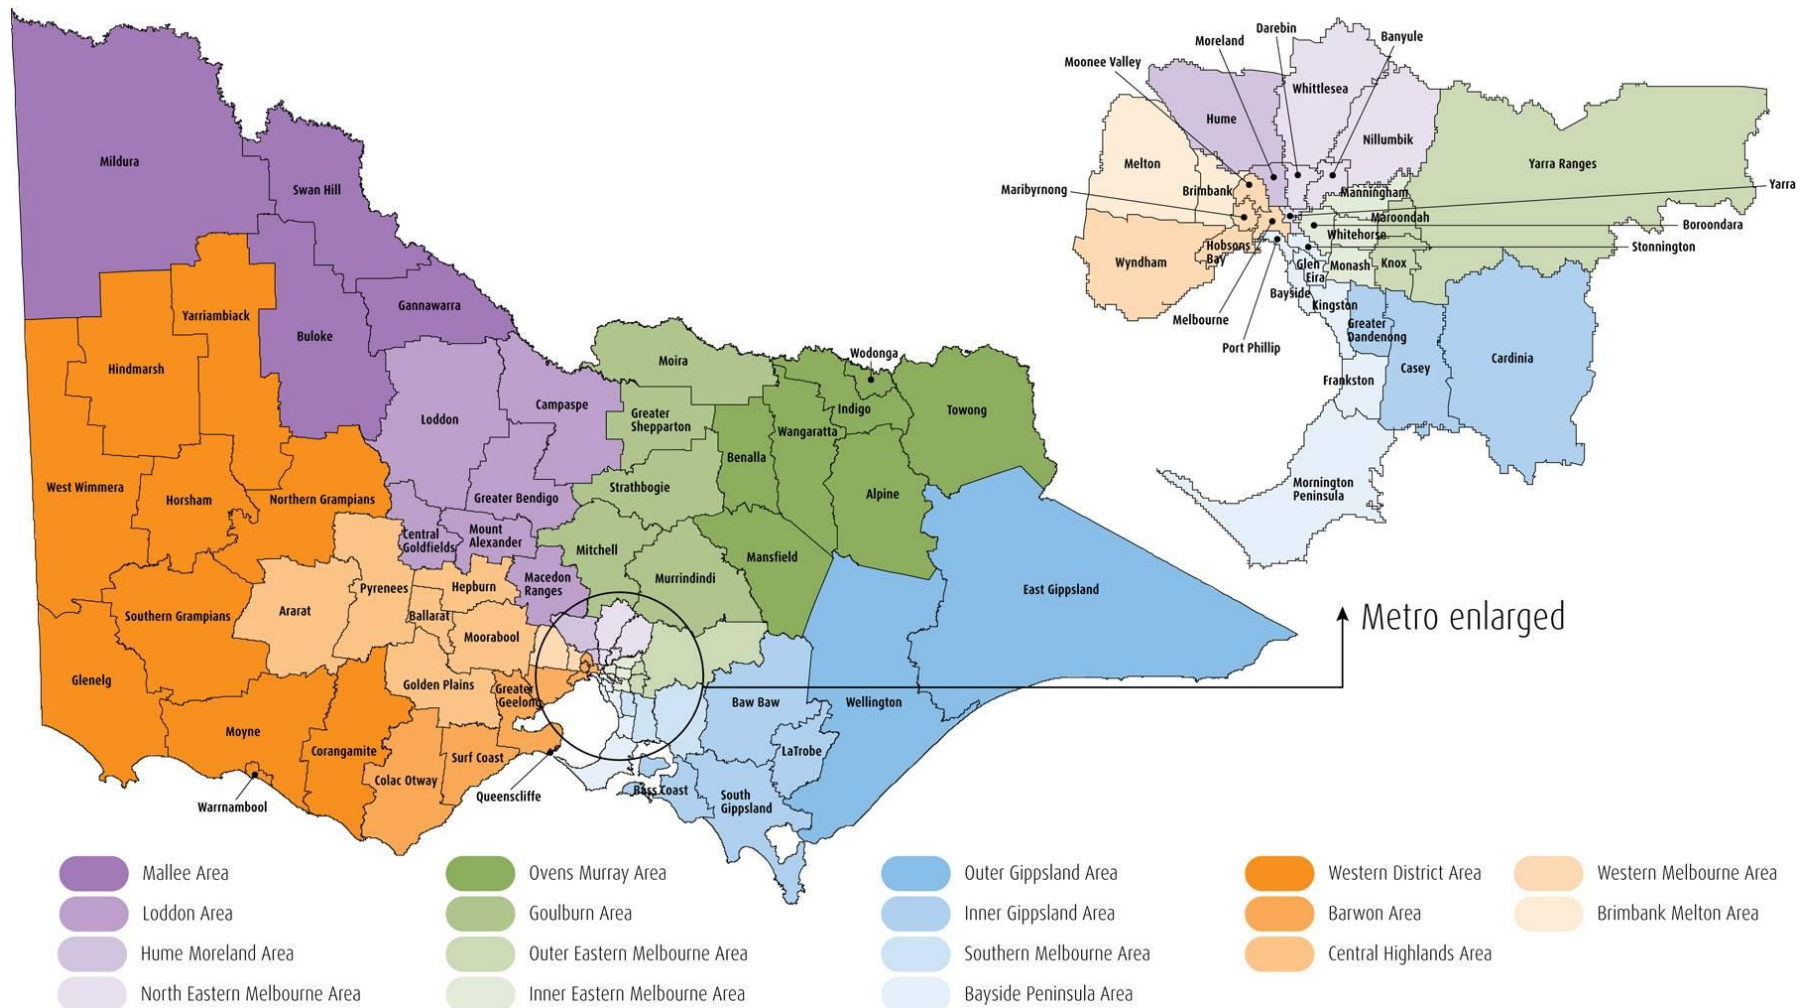 Mildura
Swan Hill
Gannawarra
Buloke
Yarriambiack
Hindmarsh
West Wimmera
Horsham
Northern Grampians
Southern Grampians
Glenelg
Moyne
Warrnambool
Corangamite
Colac Otway
Surf Coast
Queenscliffe
Greater
Geelong
Golden Plains
Ararat
Pyrenees
Hepburn
Ballarat
Moorabool
Loddon
Campaspe
Greater Bendigo
Central
Goldfields
Mount
Alexander
Macedon
Ranges
Moira
Greater
Shepparton
Strathbogie
Mitchell
Murrindindi
Wodonga
Indigo
Towong
Wangaratta
Benalla
Alpine
Mansfield
East Gippsland
Wellington
Baw Baw
LaTrobe
Bass Coast
South
Gippsland
Metro enlarged
Darebin
Moreland
Banyule
Moonee Valley
Whittlesea
Hume
Nillumbik
Melton
Yarra Ranges
Brimbank
Maribyrnong
Manningham
Yarra
Maroondah
Boroondara
Whitehorse
Stonnington
Hobsons
Bay
Wyndham
Glen
Eira
Monash
Knox
Bayside
Kingston
Melbourne
Port Phillip
Greater
Dandenong
Casey
Cardinia
Frankston
Mornington
Peninsula
Mallee Area
Loddon Area
Hume Moreland Area
North Eastern Melbourne Area
Ovens Murray Area
Goulburn Area
Outer Eastern Melbourne Area
Inner Eastern Melbourne Area
Outer Gippsland Area
Inner Gippsland Area
Southern Melbourne Area
Bayside Peninsula Area
Western District Area
Barwon Area
Central Highlands Area
Western Melbourne Area
Brimbank Melton Area